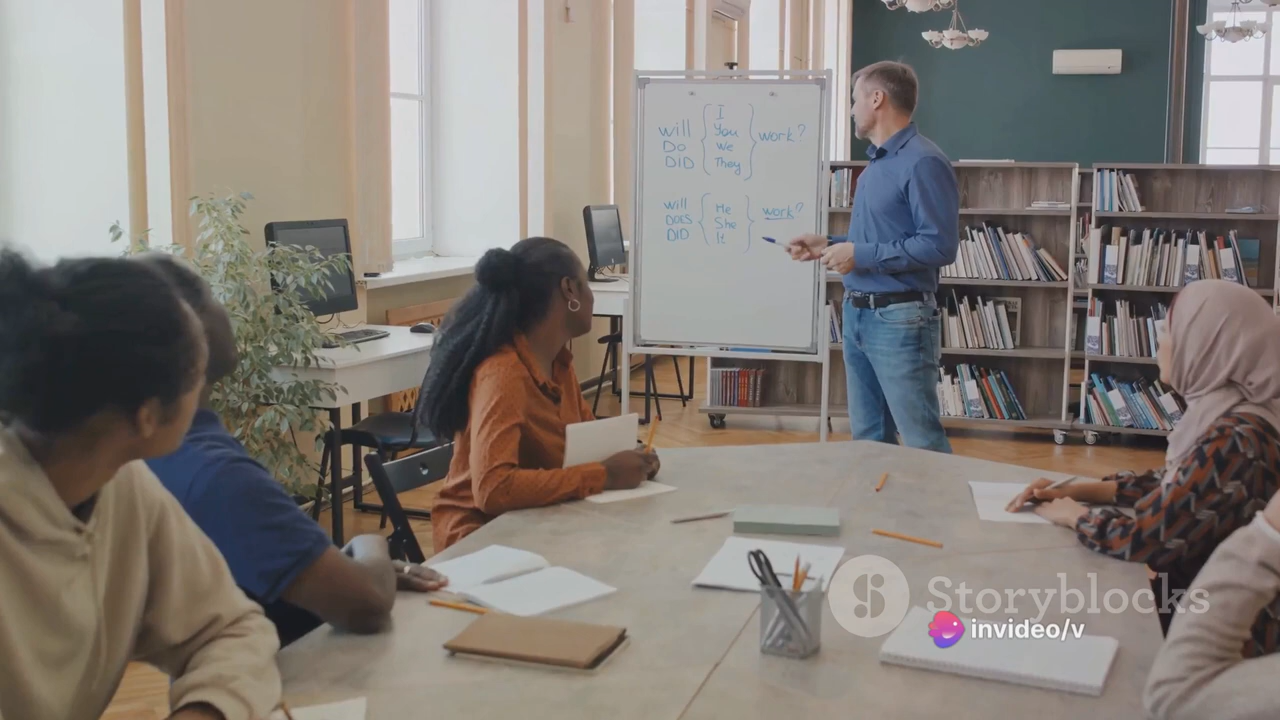 I
will You work?
Do We
DID They
will He work?
DOES She
DID It
Storyblocks
invideo/v